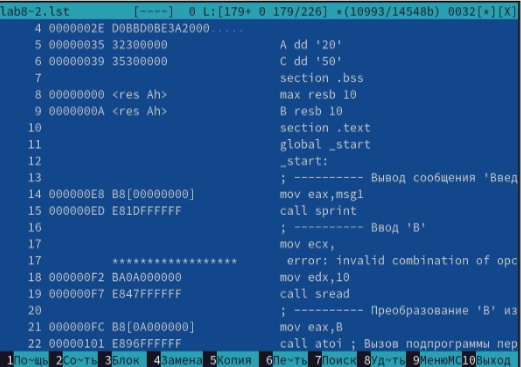 lab8-2.lst [----] 0 L:[179+ 0 179/226] *(10993/14548b) 0032[*][X]
4 0000002E D0BBD0BE3A2000.....
5 00000035 32300000 A dd '20'
6 00000039 35300000 C dd '50'
7 section .bss
8 00000000 <res Ah> max resb 10
9 0000000A <res Ah> B resb 10
10 section .text
11 global _start
12 _start:
13 ; ---------- Вывод сообщения 'Введ
14 000000E8 B8[00000000] mov eax,msg1
15 000000ED E81DFFFFFF call sprint
16 ; ---------- Ввод 'B'
17 mov ecx,
17 ****************** error: invalid combination of opc
18 000000F2 BA0A000000 mov edx,10
19 000000F7 E847FFFFFF call sread
20 ; ---------- Преобразование 'B' из
21 000000FC B8[0A000000] mov eax,B
22 00000101 E896FFFFFF call atoi ; Вызов подпрограммы пер
1По~щь 2Со~ть 3Блок 4Замена 5Копия 6Пе~ть 7Поиск 8Уд~ть 9МенюMC 10Выход